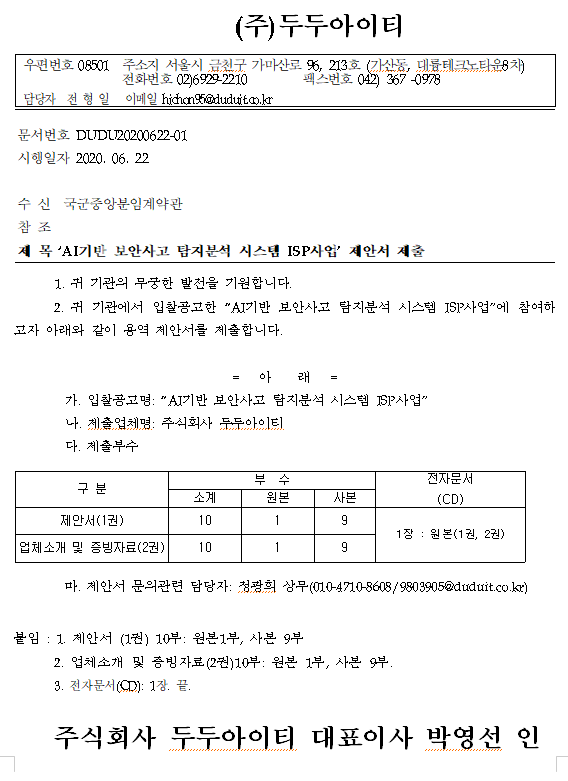 (주)두두아이티
우편번호 08501 주소지 서울시 금천구 가마산로 96, 213호 (가산동, 대륭테크노타운8차)
전화번호 02)6929-2210 팩스번호 042) 367 -0978
담당자 전 형 일 이메일 hjchon95@duduit.co.kr
문서번호 DUDU20200622-01
시행일자 2020. 06. 22
수 신 국군중앙분임계약관
참 조
제 목 'AI기반 보안사고 탐지분석 시스템 ISP사업' 제안서 제출
1. 귀 기관의 무궁한 발전을 기원합니다.
2. 귀 기관에서 입찰공고한 "AI기반 보안사고 탐지분석 시스템 ISP사업"에 참여하
고자 아래와 같이 용역 제안서를 제출합니다.
= 아 래 =
가. 입찰공고명: "AI기반 보안사고 탐지분석 시스템 ISP사업"
나. 제출업체명: 주식회사 두두아이티
다. 제출부수
구 분 부 수 전자문서
(CD)
소계 원본 사본
제안서(1권) 10 1 9 1장 : 원본(1권, 2권)
업체소개 및 증빙자료(2권) 10 1 9
마. 제안서 문의관련 담당자: 정광희 상무(010-4710-8608/9803905@duduit.co.kr)
붙임 : 1. 제안서 (1권) 10부: 원본1부, 사본 9부
2. 업체소개 및 증빙자료(2권)10부: 원본 1부, 사본 9부.
3. 전자문서(CD): 1장. 끝.
주식회사 두두아이티 대표이사 박영선 인